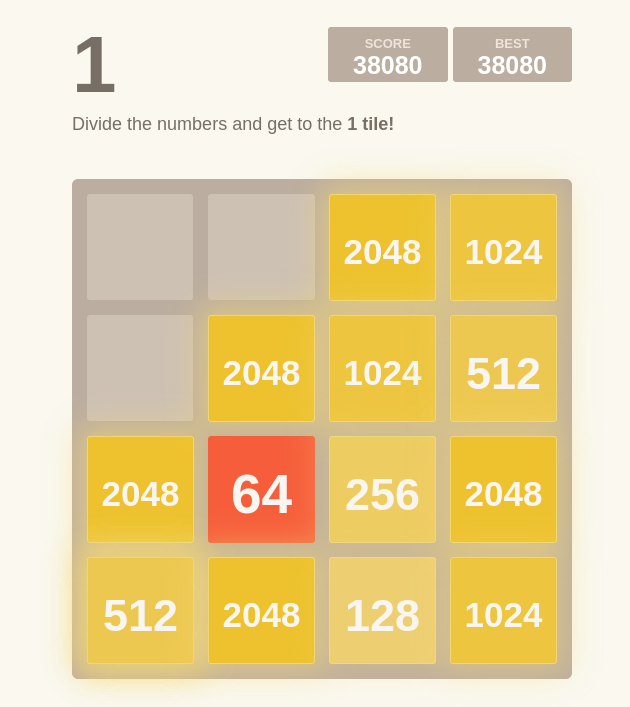 1
SCORE
38080
BEST
38080
Divide the numbers and get to the 1 tile!
2048 1024
2048 1024 512
2048 64 256 2048
512 2048 128 1024